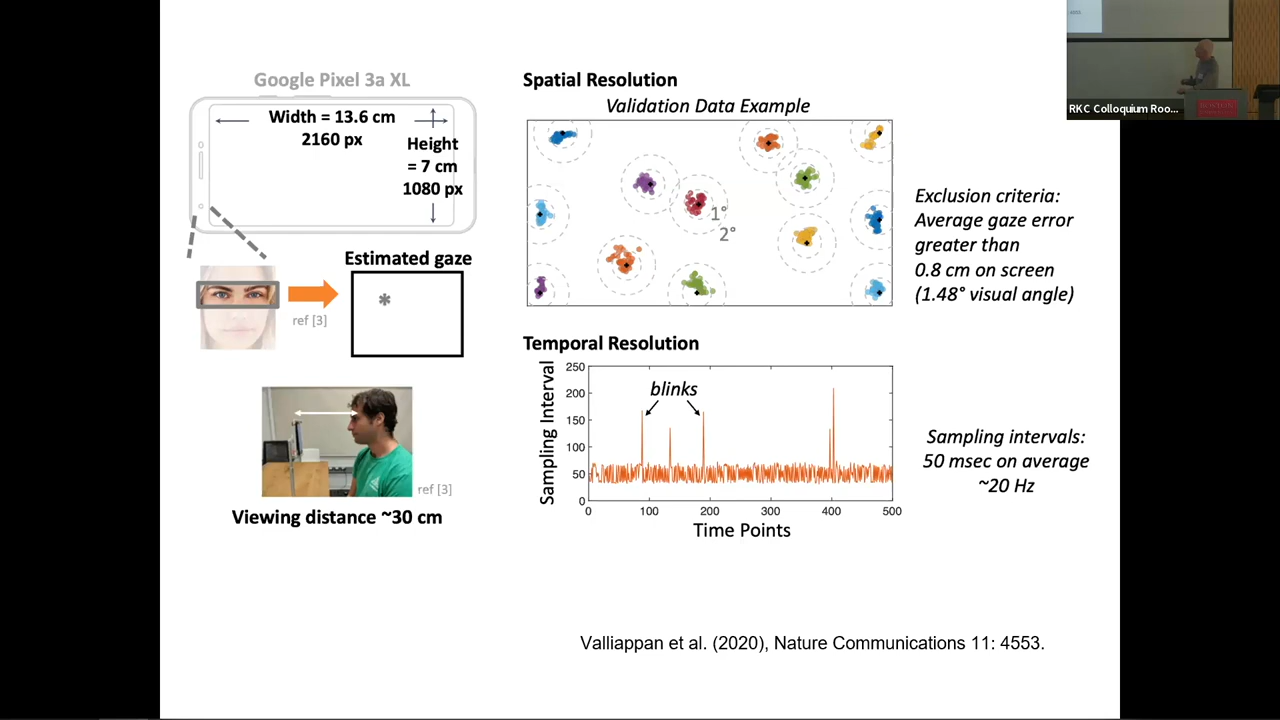 Google Pixel 3a XL
Width = 13.6 cm
2160 px
Height
= 7 cm
1080 px
Estimated gaze
*
ref [3]
ref [3]
Viewing distance ~30 cm
Spatial Resolution
Validation Data Example
1°
2°
Exclusion criteria:
Average gaze error
greater than
0.8 cm on screen
(1.48° visual angle)
Temporal Resolution
Sampling Interval
250
200
150
100
50
0
blinks
0 100 200 300 400 500
Time Points
Sampling intervals:
50 msec on average
~20 Hz
Valliappan et al. (2020), Nature Communications 11: 4553.
RKC Colloquium Roo...